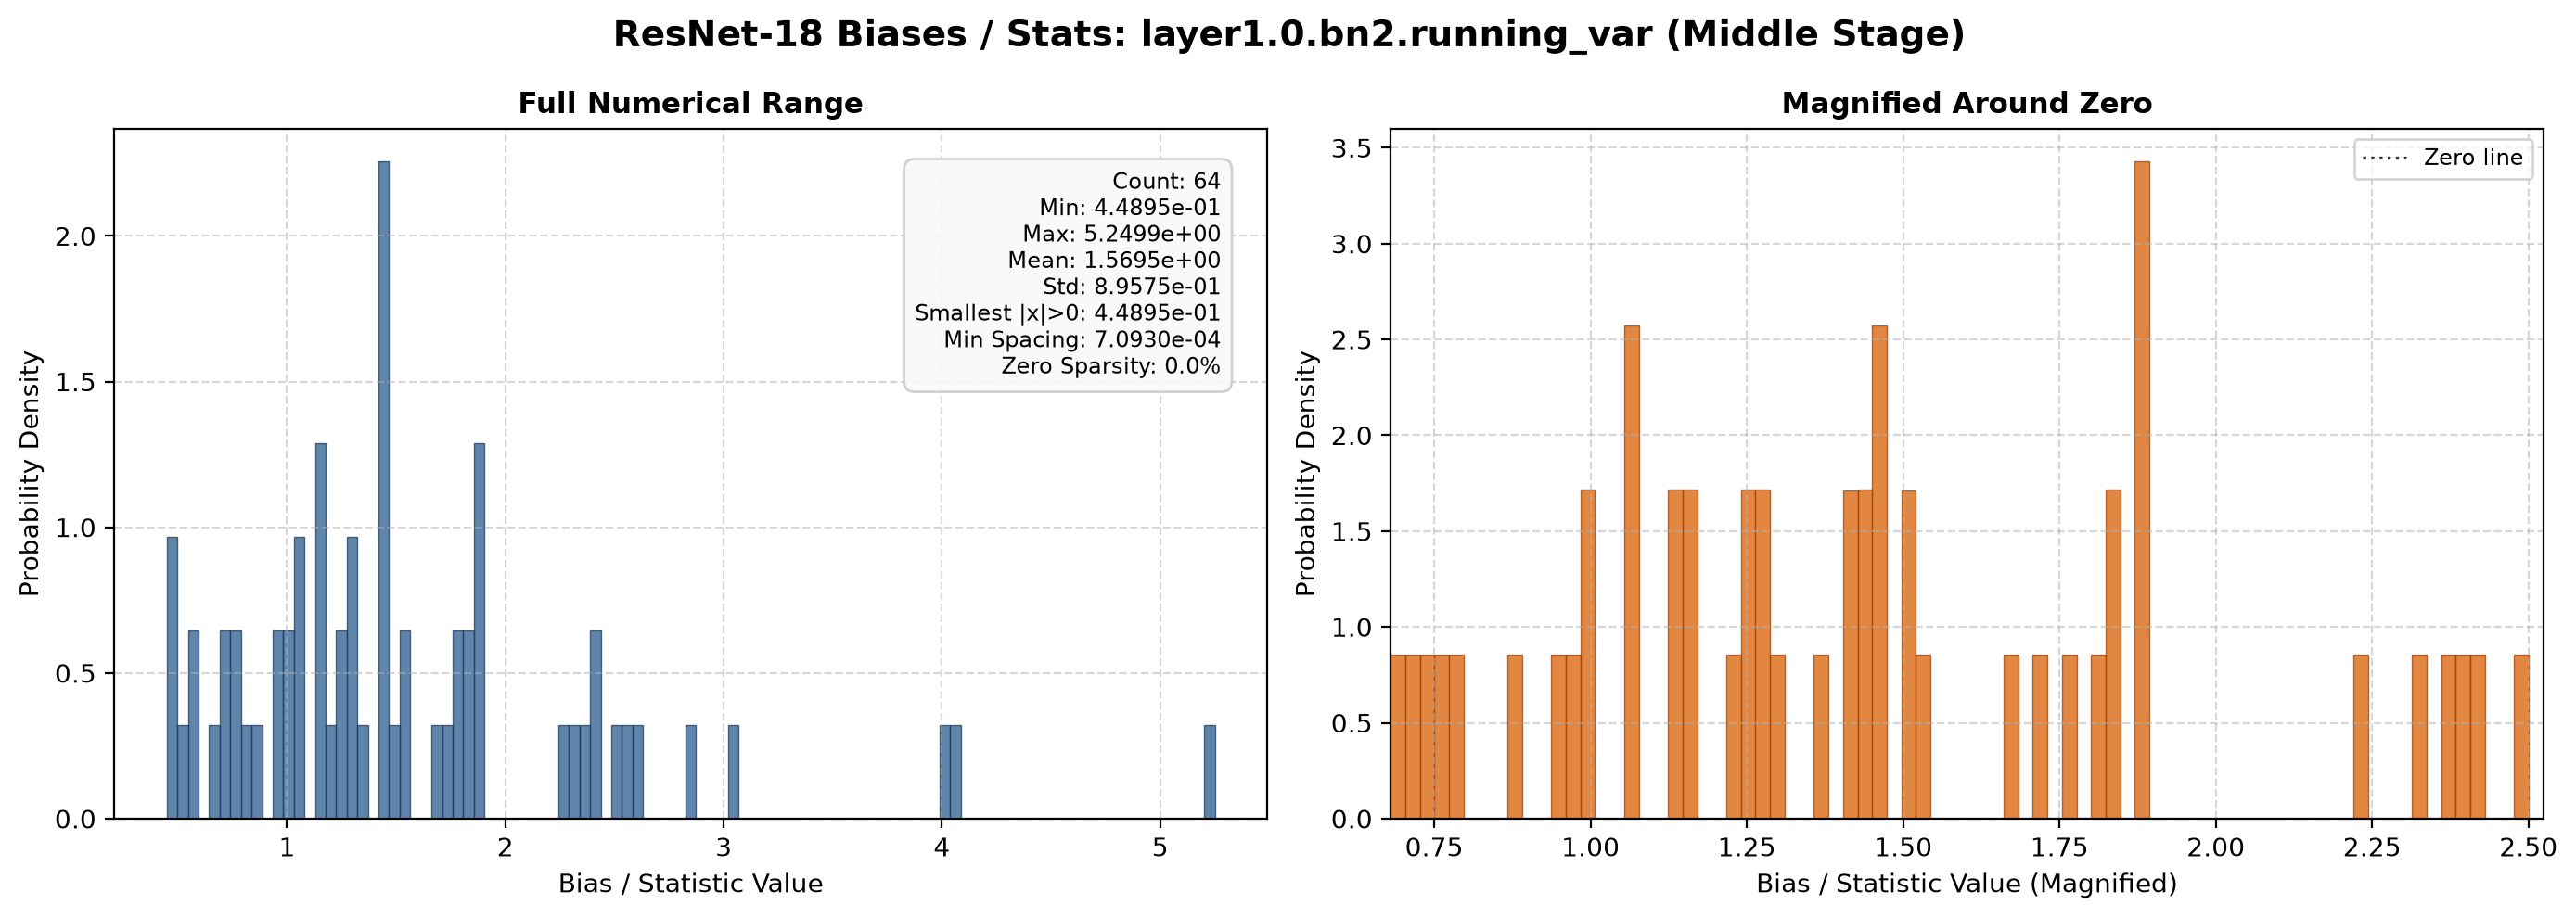 ResNet-18 Biases / Stats: layer1.0.bn2.running_var (Middle Stage)
Full Numerical Range
Probability Density
2.0
1.5
1.0
0.5
0.0
Count: 64
Min: 4.4895e-01
Max: 5.2499e+00
Mean: 1.5695e+00
Std: 8.9575e-01
Smallest |x|>0: 4.4895e-01
Min Spacing: 7.0930e-04
Zero Sparsity: 0.0%
1 2 3 4 5
Bias / Statistic Value
Magnified Around Zero
Probability Density
3.5
3.0
2.5
2.0
1.5
1.0
0.5
0.0
Zero line
0.75 1.00 1.25 1.50 1.75 2.00 2.25 2.50
Bias / Statistic Value (Magnified)